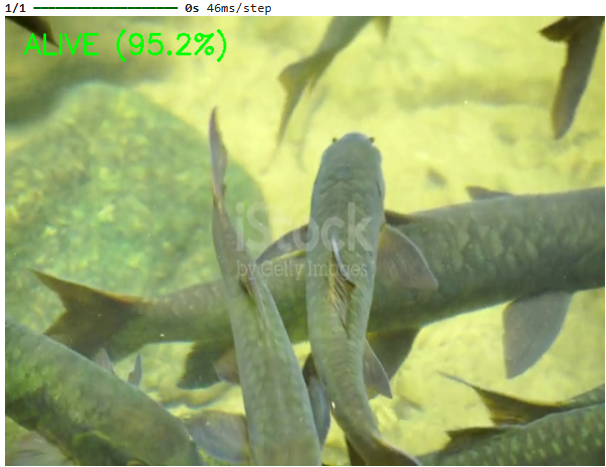 1/1 ━━━━━━━━━━━━━━━━━━━━ 0s 46ms/step
ALIVE (95.2%)
iStock
by Getty Images